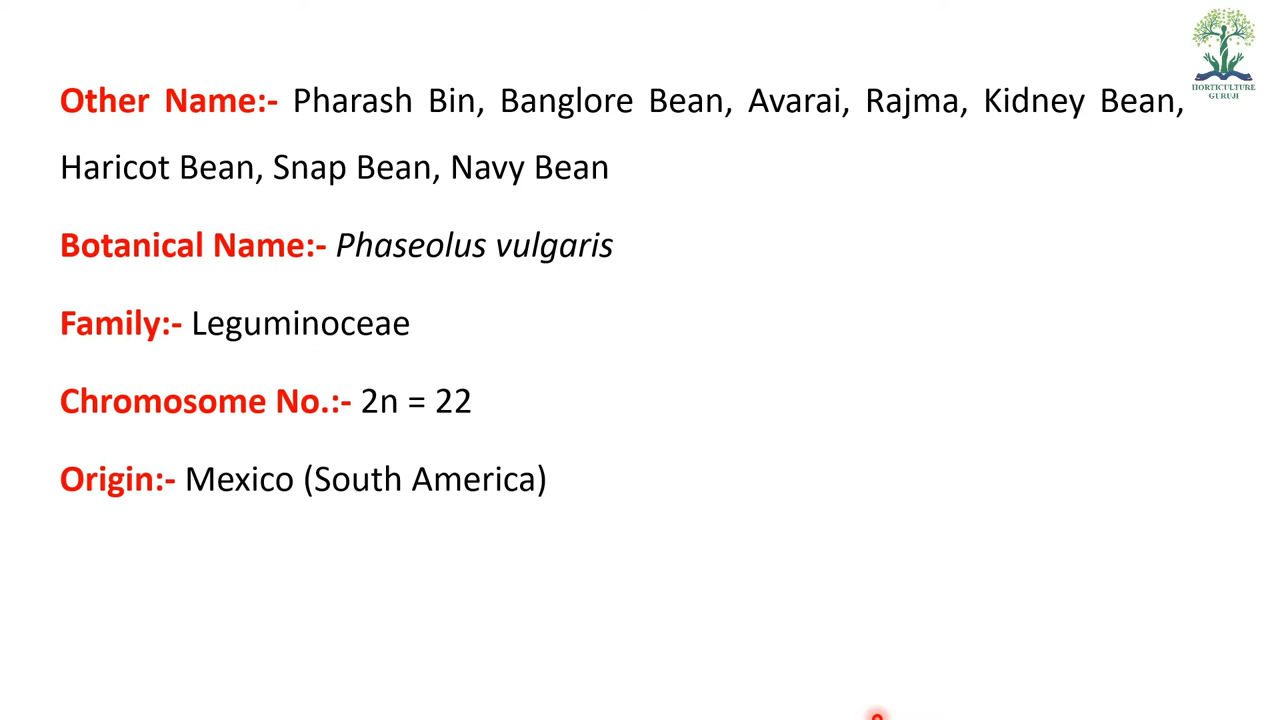 HORTICULTURE
GURUJI
Other Name:- Pharash Bin, Banglore Bean, Avarai, Rajma, Kidney Bean,
Haricot Bean, Snap Bean, Navy Bean
Botanical Name:- Phaseolus vulgaris
Family:- Leguminoceae
Chromosome No.:- 2n = 22
Origin:- Mexico (South America)